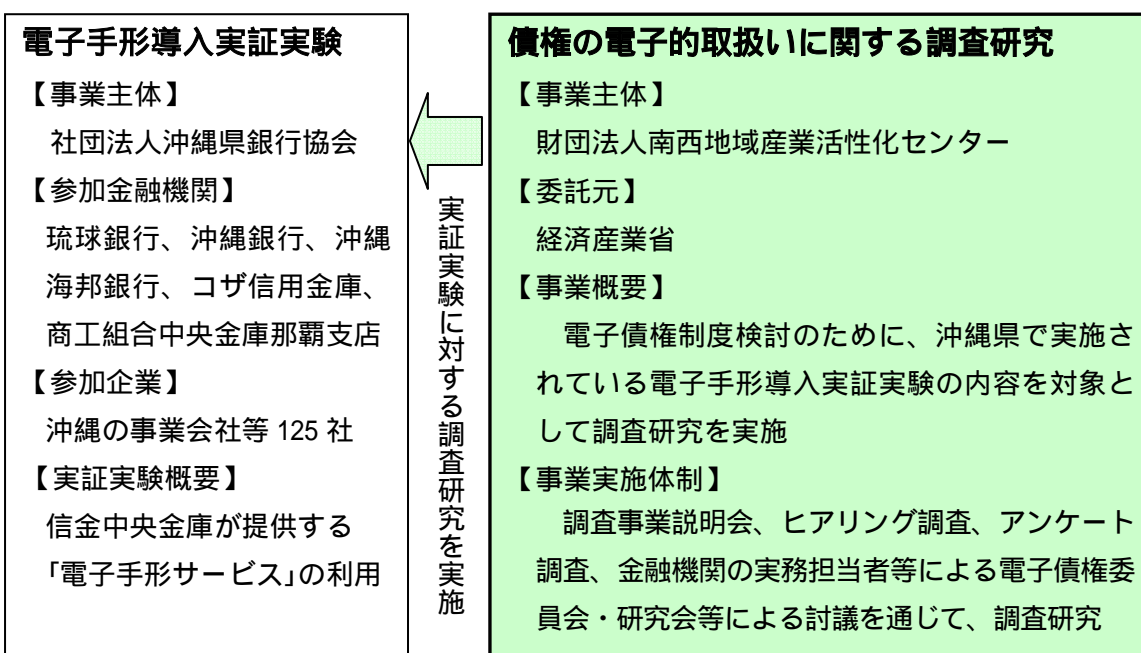 電子手形導入実証実験
【事業主体】
社団法人沖縄県銀行協会
【参加金融機関】
琉球銀行、沖縄銀行、沖縄
海邦銀行、コザ信用金庫、
商工組合中央金庫那覇支店
【参加企業】
沖縄の事業会社等 125 社
【実証実験概要】
信金中央金庫が提供する
「電子手形サービス」の利用
実証実験に対する調査研究を実施
債権の電子的取扱いに関する調査研究
【事業主体】
財団法人南西地域産業活性化センター
【委託元】
経済産業省
【事業概要】
電子債権制度検討のために、沖縄県で実施さ
れている電子手形導入実証実験の内容を対象と
して調査研究を実施
【事業実施体制】
調査事業説明会、ヒアリング調査、アンケート
調査、金融機関の実務担当者等による電子債権委
員会・研究会等による討議を通じて、調査研究